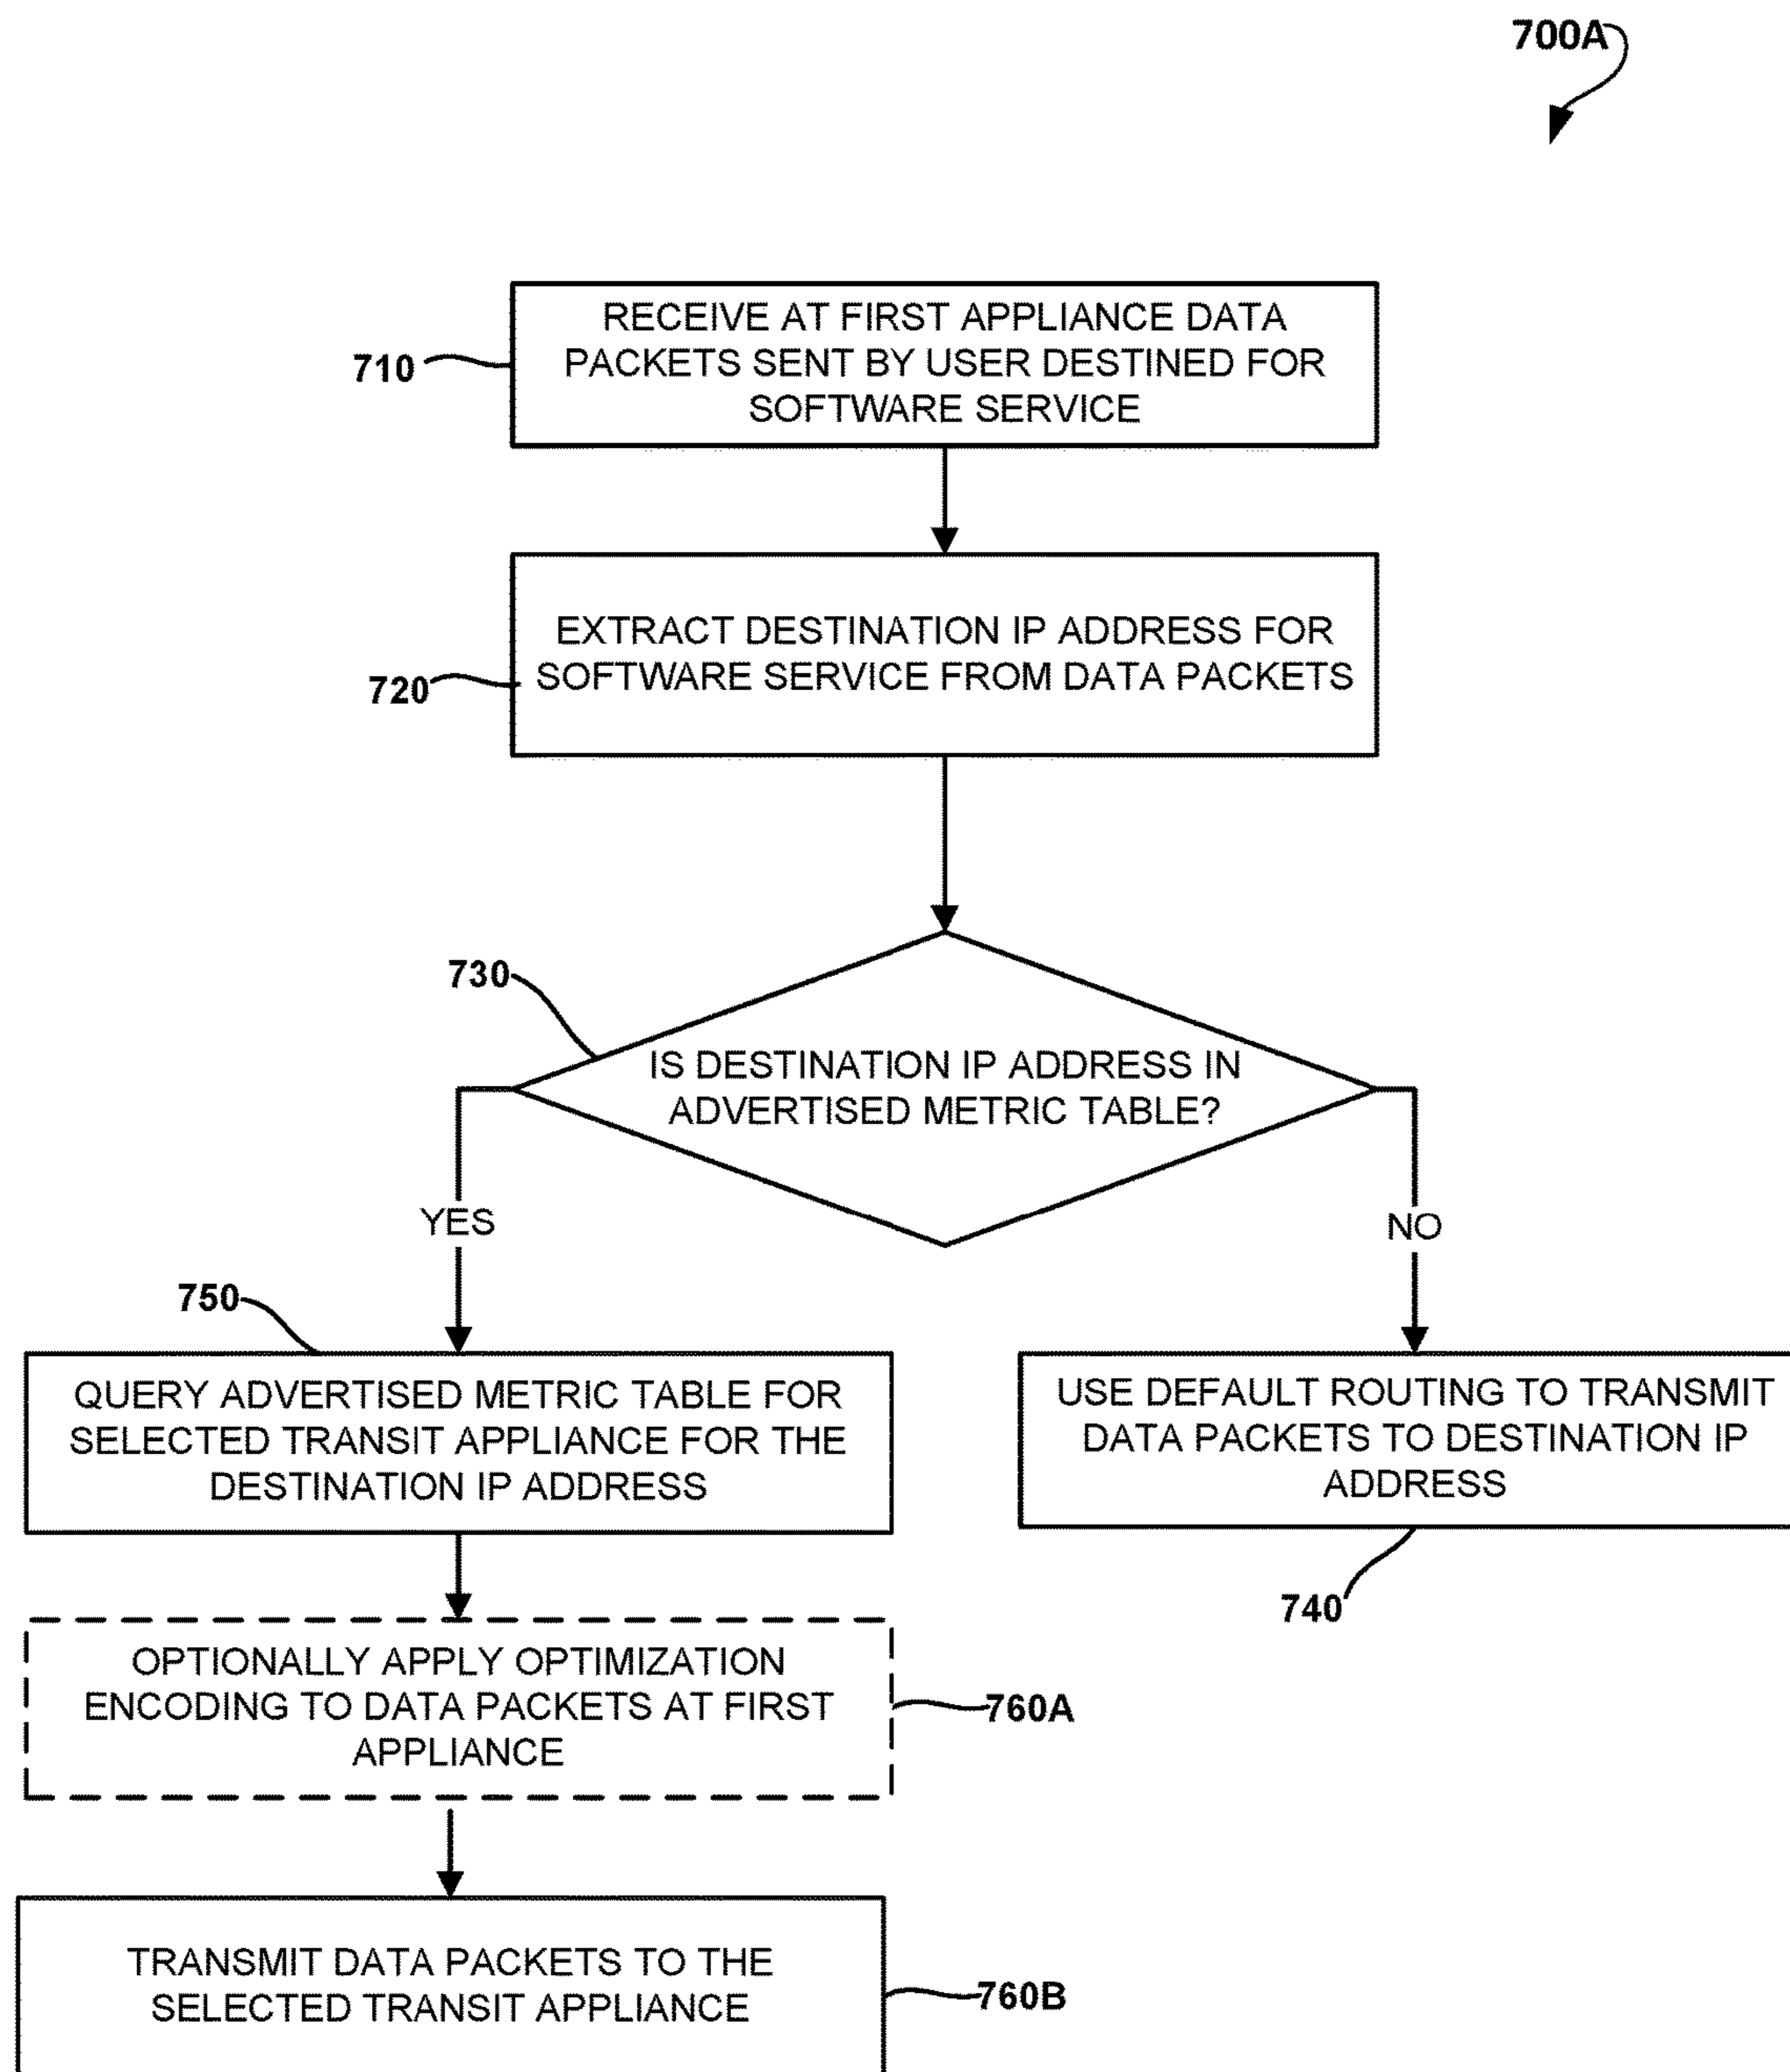 700A
RECEIVE AT FIRST APPLIANCE DATA
PACKETS SENT BY USER DESTINED FOR
SOFTWARE SERVICE
710
EXTRACT DESTINATION IP ADDRESS FOR
SOFTWARE SERVICE FROM DATA PACKETS
720
730
IS DESTINATION IP ADDRESS IN
ADVERTISED METRIC TABLE?
YES
NO
750
QUERY ADVERTISED METRIC TABLE FOR
SELECTED TRANSIT APPLIANCE FOR THE
DESTINATION IP ADDRESS
USE DEFAULT ROUTING TO TRANSMIT
DATA PACKETS TO DESTINATION IP
ADDRESS
740
OPTIONALLY APPLY OPTIMIZATION
ENCODING TO DATA PACKETS AT FIRST
APPLIANCE
760A
TRANSMIT DATA PACKETS TO THE
SELECTED TRANSIT APPLIANCE
760B